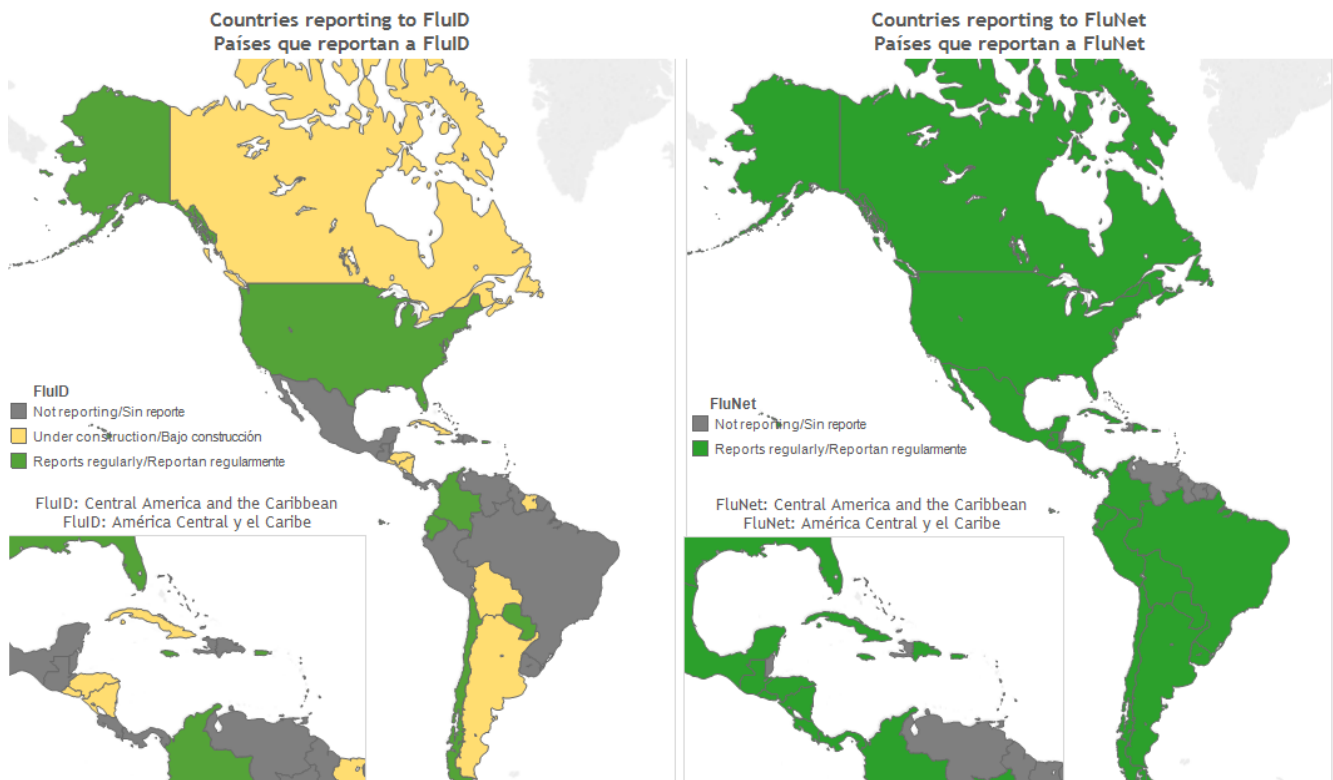 Countries reporting to FluID
Países que reportan a FluID
FluID
Not reporting/Sin reporte
Under construction/Bajo construcción
Reports regularly/Reportan regularmente
FluID: Central America and the Caribbean
FluID: América Central y el Caribe
Countries reporting to FluNet
Países que reportan a FluNet
FluNet
Not reporting/Sin reporte
Reports regularly/Reportan regularmente
FluNet: Central America and the Caribbean
FluNet: América Central y el Caribe